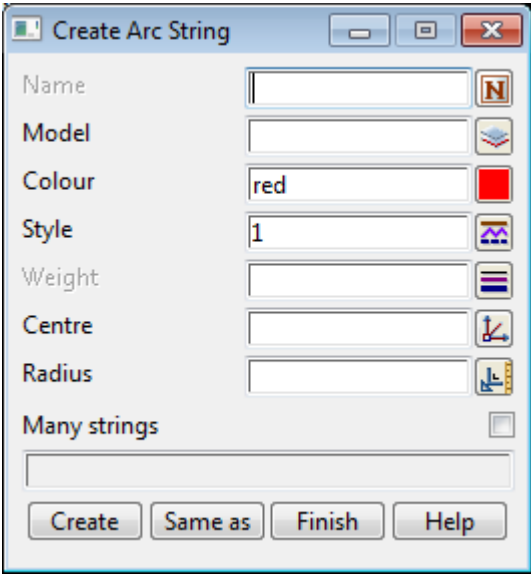 Create Arc String
Name
N
Model
Colour red
Style 1
Weight
Centre
Radius
Many strings
Create Same as Finish Help